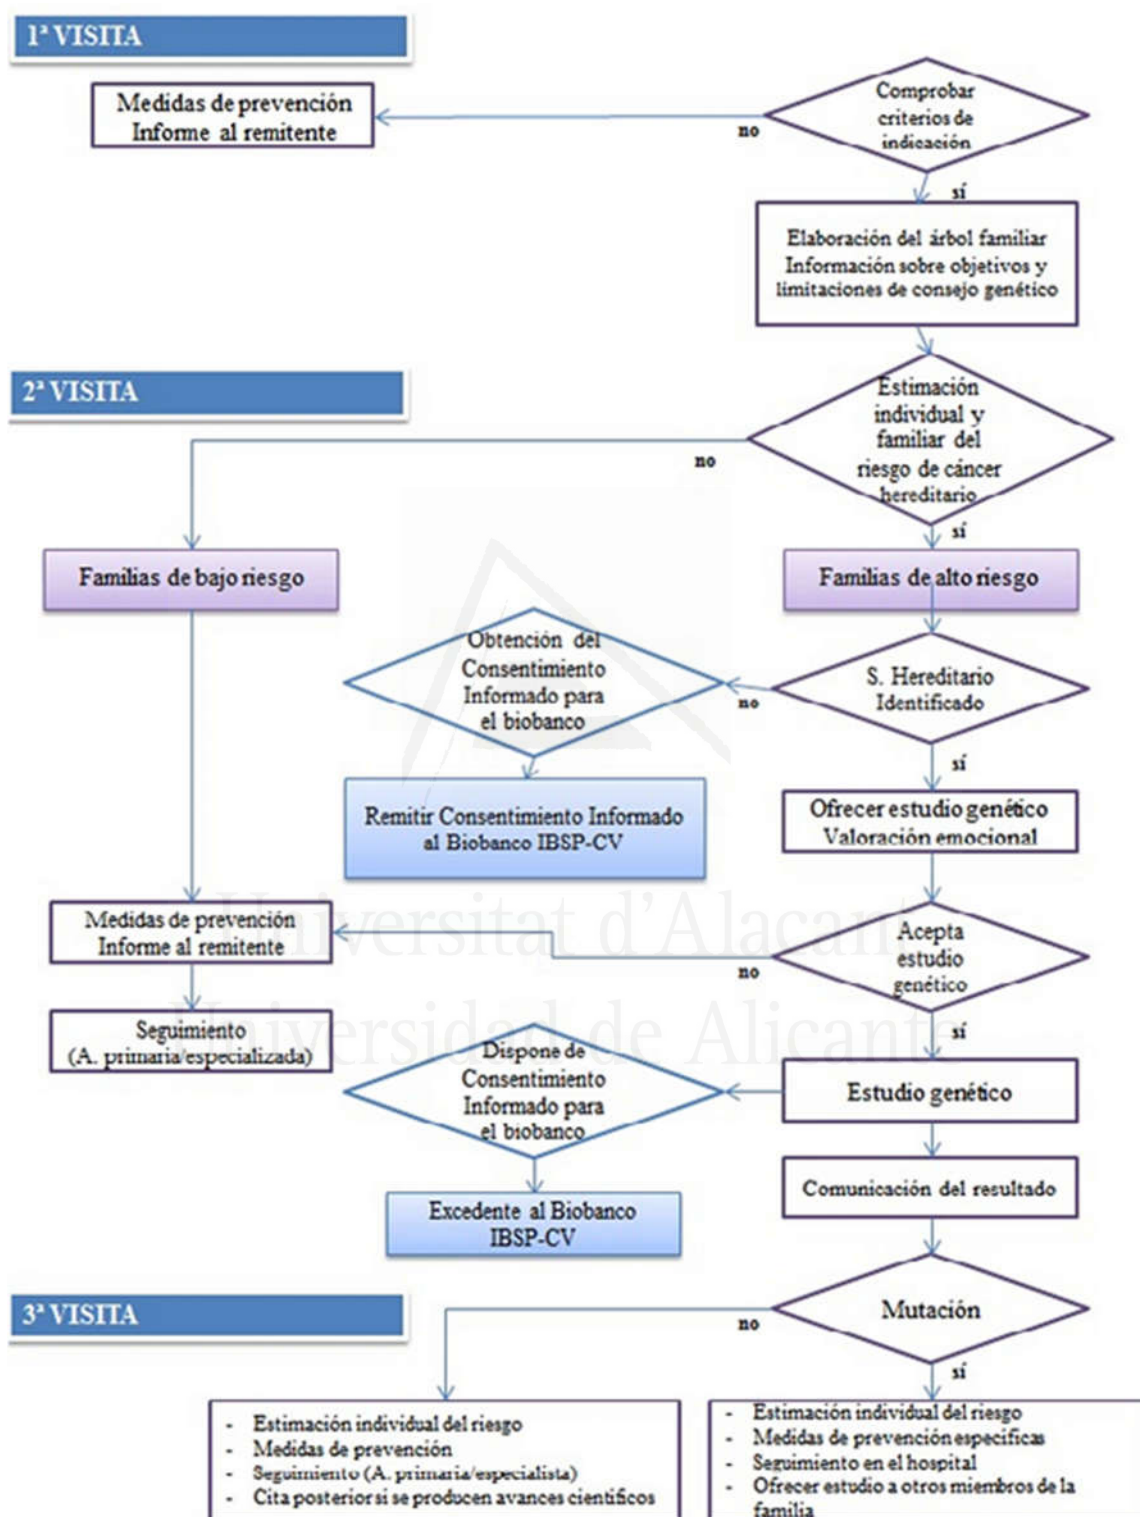 1ª VISITA
Medidas de prevención
Informe al remitente
no
Comprobar
criterios de
indicación
sí
Elaboración del árbol familiar
Información sobre objetivos y
limitaciones de consejo genético
2ª VISITA
Estimación
individual y
familiar del
riesgo de cáncer
hereditario
no
sí
Familias de bajo riesgo
Familias de alto riesgo
Obtención del
Consentimiento
Informado para
el biobanco
no
S. Hereditario
Identificado
sí
Remitir Consentimiento Informado
al Biobanco IBSP-CV
Ofrecer estudio genético
Valoración emocional
Medidas de prevención
Informe al remitente
no
Acepta
estudio
genético
sí
Universitat d'Alacant
Universidad de Alicante
Seguimiento
(A. primaria/especializada)
Dispone de
Consentimiento
Informado para
el biobanco
Estudio genético
Comunicación del resultado
Excedente al Biobanco
IBSP-CV
3ª VISITA
no
Mutación
sí
- Estimación individual del riesgo
- Medidas de prevención
- Seguimiento (A. primaria/especialista)
- Cita posterior si se producen avances científicos
- Estimación individual del riesgo
- Medidas de prevención específicas
- Seguimiento en el hospital
- Ofrecer estudio a otros miembros de la
familia